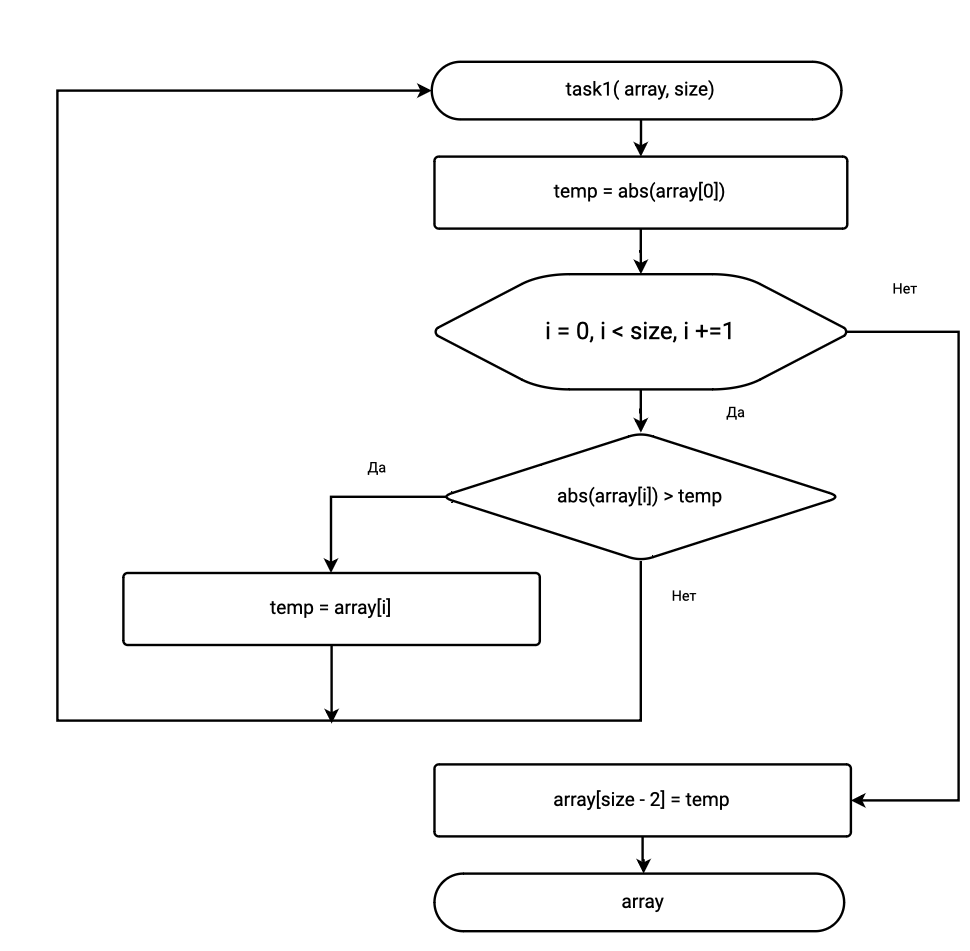 task1( array, size)
temp = abs(array[0])
Нет
i = 0, i < size, i +=1
Да
Да
abs(array[i]) > temp
Нет
temp = array[i]
array[size - 2] = temp
array